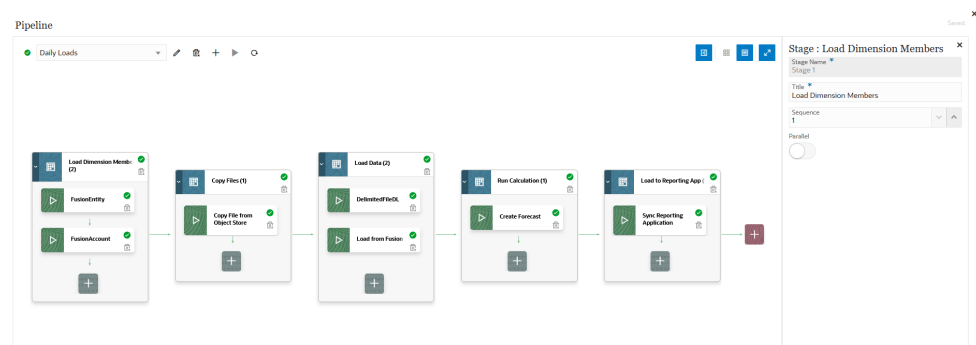 Pipeline
Saved
Daily Loads
Stage : Load Dimension Members
Stage Name *
Stage 1
Title *
Load Dimension Members
Sequence
1
Parallel
Load Dimension Membe
(2)
FusionEntity
FusionAccount
Copy Files (1)
Copy File from
Object Store
Load Data (2)
DelimitedFileDL
Load from Fusion
Run Calculation (1)
Create Forecast
Load to Reporting App (
Sync Reporting
Application